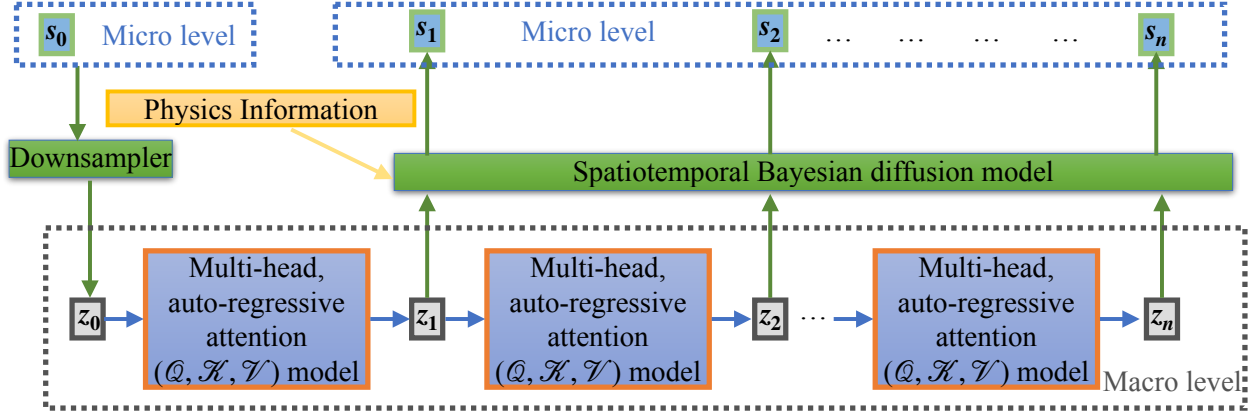 s0 Micro level
s1 Micro level s2 … … … … sn
Physics Information
Downsampler
Spatiotemporal Bayesian diffusion model
z0
Multi-head,
auto-regressive
attention
(𝒬, 𝒦, 𝒱) model
z1
Multi-head,
auto-regressive
attention
(𝒬, 𝒦, 𝒱) model
z2 …
Multi-head,
auto-regressive
attention
(𝒬, 𝒦, 𝒱) model
zn
Macro level